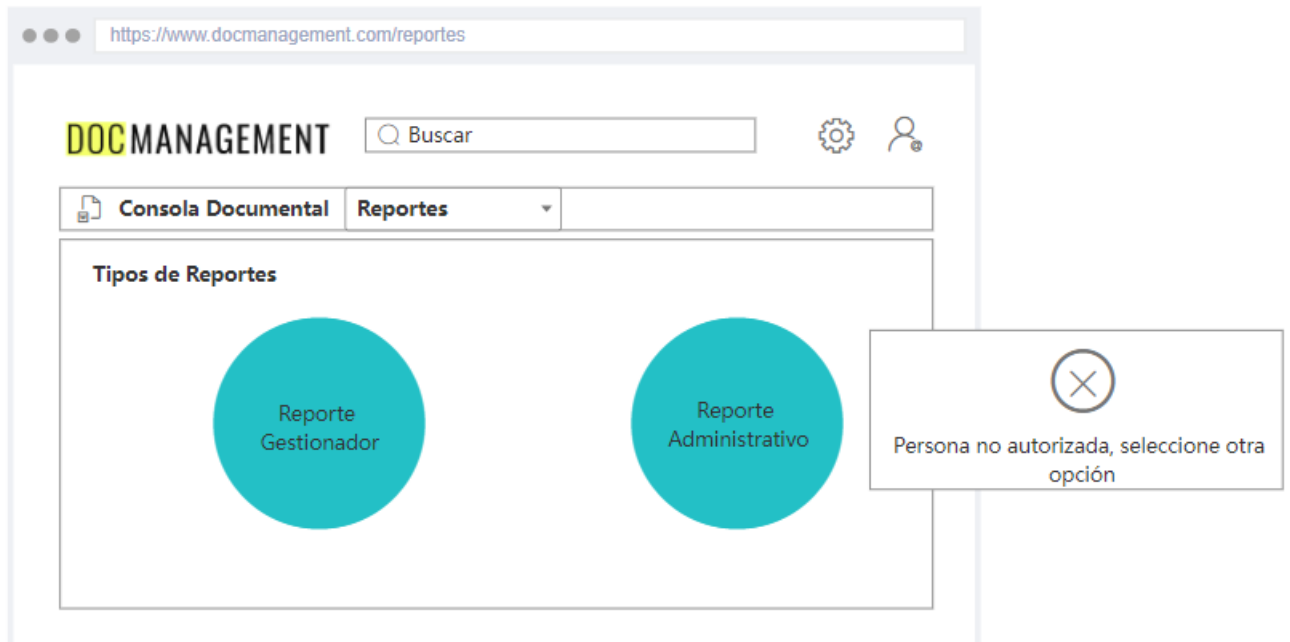 https://www.docmanagement.com/reportes
DOCMANAGEMENT
Buscar
Consola Documental
Reportes
Tipos de Reportes
Reporte
Gestionador
Reporte
Administrativo
Persona no autorizada, seleccione otra
opción